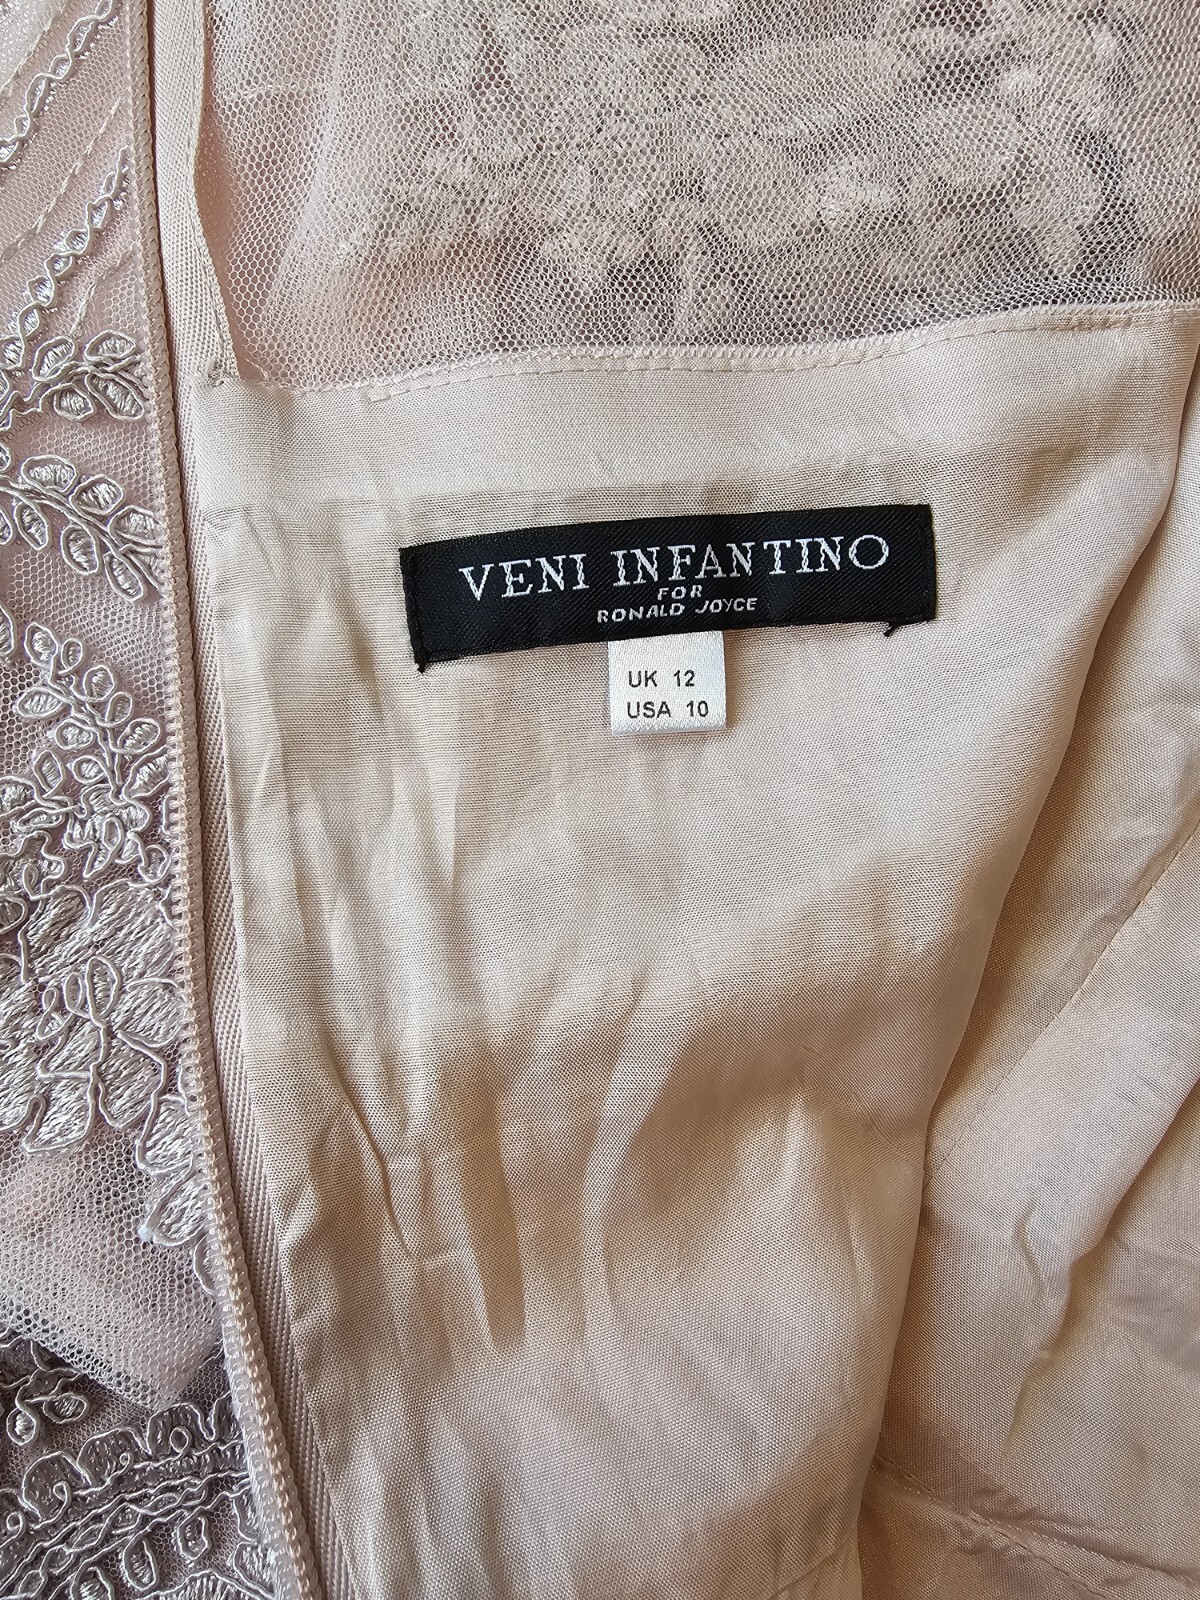 VENI INFANTINO
FOR
RONALD JOYCE
UK 12
USA 10